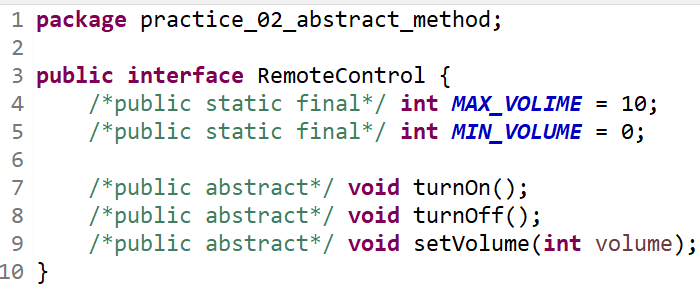 1 package practice_02_abstract_method;
2
3 public interface RemoteControl {
4     /*public static final*/ int MAX_VOLIME = 10;
5     /*public static final*/ int MIN_VOLUME = 0;
6
7     /*public abstract*/ void turnOn();
8     /*public abstract*/ void turnOff();
9     /*public abstract*/ void setVolume(int volume);
10 }